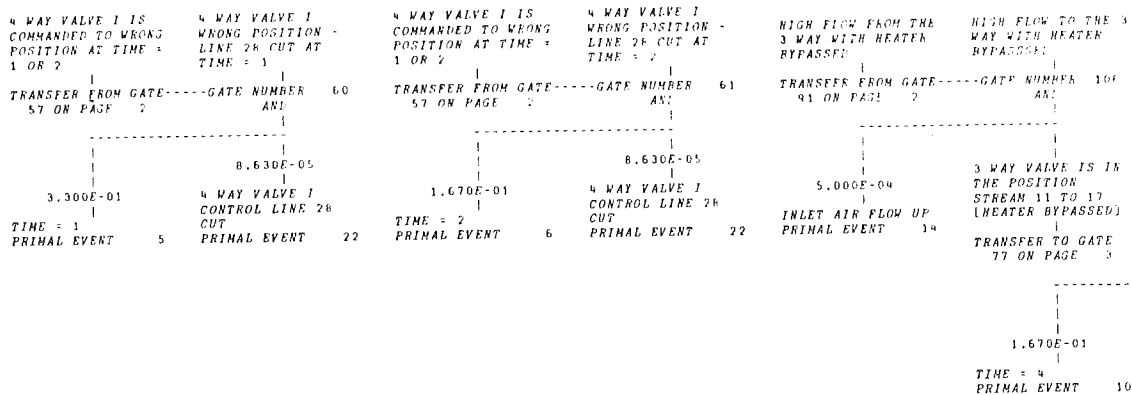 4 WAY VALVE 1 IS
COMMANDED TO WRONG
POSITION AT TIME =
1 OR 2
4 WAY VALVE 1
WRONG POSITION -
LINE 28 CUT AT
TIME = 1
TRANSFER FROM GATE-----GATE NUMBER 60
57 ON PAGE 2
AND
3.300E-01
TIME = 1
PRIMAL EVENT 5
8.630E-05
4 WAY VALVE 1
CONTROL LINE 28
CUT
PRIMAL EVENT 22
4 WAY VALVE 1 IS
COMMANDED TO WRONG
POSITION AT TIME =
1 OR 2
4 WAY VALVE 1
WRONG POSITION -
LINE 28 CUT AT
TIME = 2
TRANSFER FROM GATE-----GATE NUMBER 61
57 ON PAGE 2
AND
1.670E-01
TIME = 2
PRIMAL EVENT 6
8.630E-05
4 WAY VALVE 1
CONTROL LINE 28
CUT
PRIMAL EVENT 22
HIGH FLOW FROM THE
3 WAY WITH HEATER
BYPASSED
HIGH FLOW TO THE 3
WAY WITH HEATER
BYPASSED
TRANSFER FROM GATE-----GATE NUMBER
91 ON PAGE 2
AND
5.000E-04
INLET AIR FLOW UP
PRIMAL EVENT 14
3 WAY VALVE IS IN
THE POSITION
STREAM 11 TO 17
(HEATER BYPASSED)
TRANSFER TO GATE
77 ON PAGE 3
1.670E-01
TIME = 4
PRIMAL EVENT 10